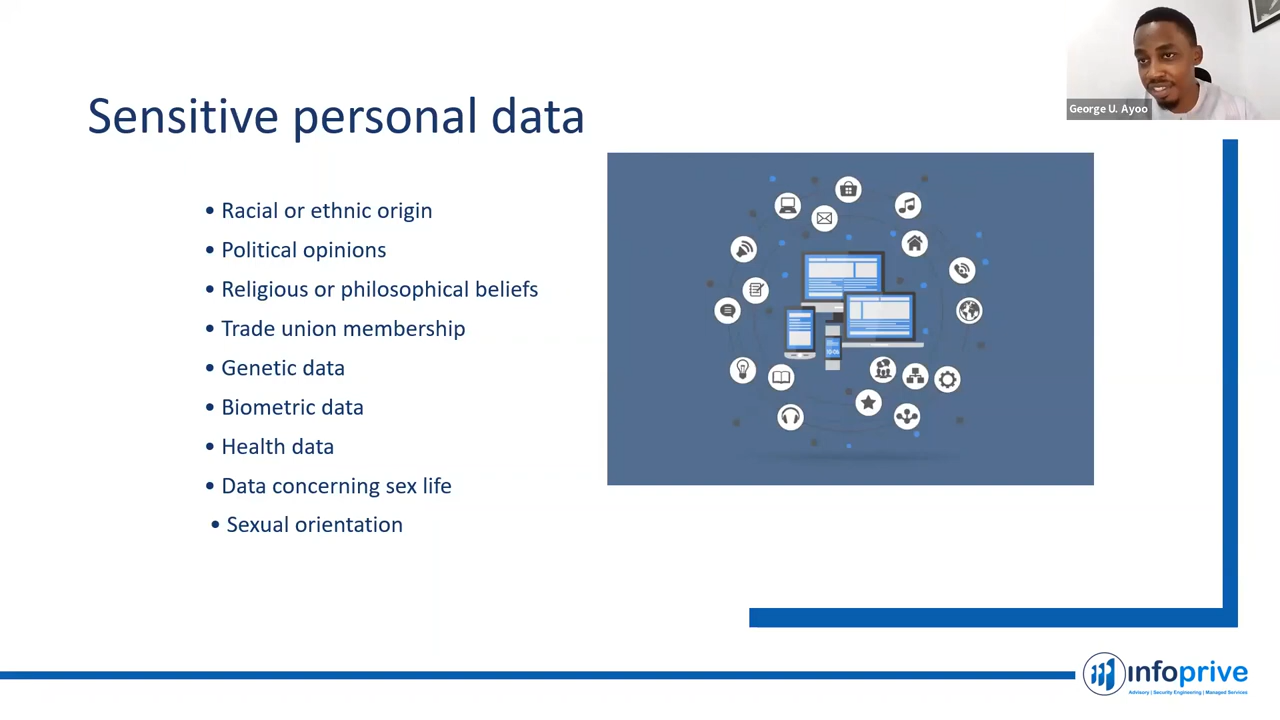 George U. Ayoo
Sensitive personal data
• Racial or ethnic origin
• Political opinions
• Religious or philosophical beliefs
• Trade union membership
• Genetic data
• Biometric data
• Health data
• Data concerning sex life
• Sexual orientation
infoprive
Advisory | Security Engineering | Managed Services